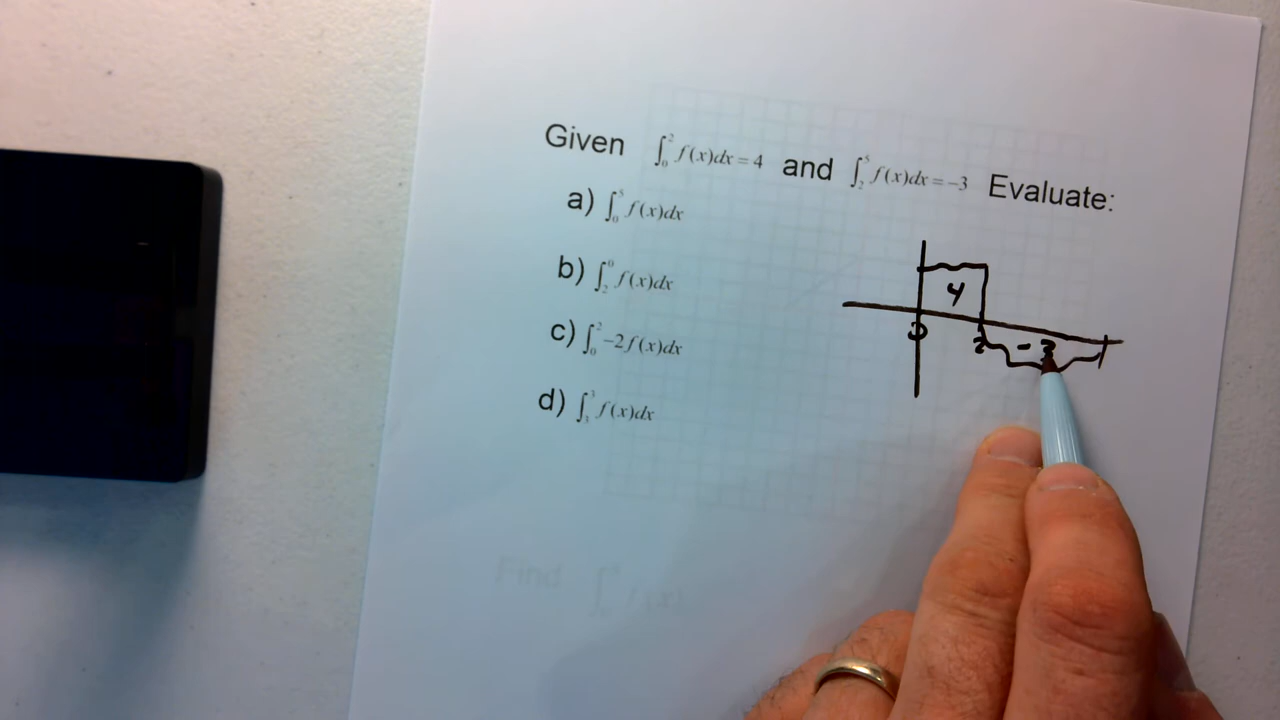 Given ∫₀² f(x)dx = 4 and ∫₂⁵ f(x)dx = −3 Evaluate:
a) ∫₀⁵ f(x)dx
b) ∫₂⁰ f(x)dx
c) ∫₀² −2f(x)dx
d) ∫ f(x)dx
4
0
2
-3
Find